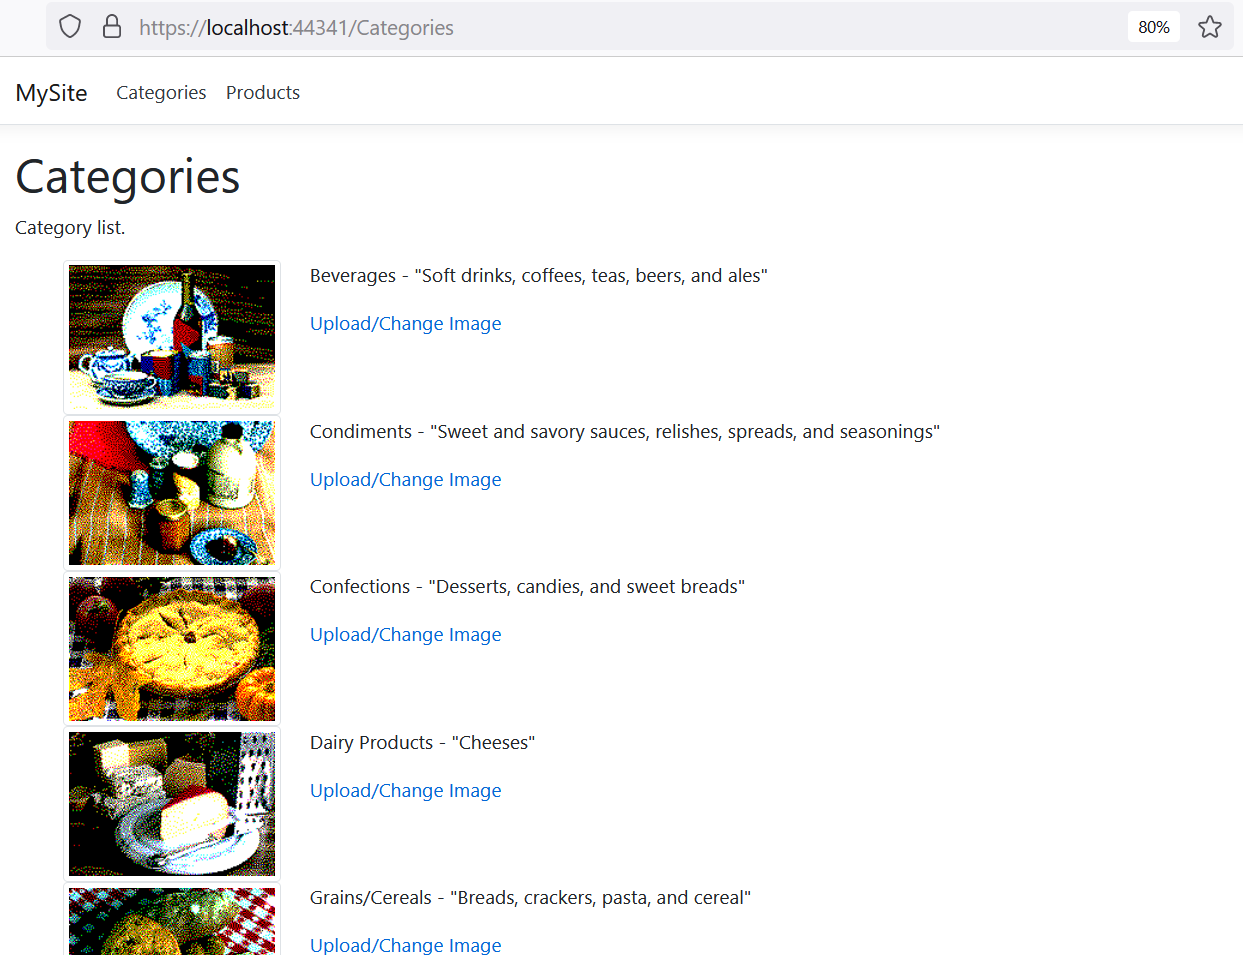 https://localhost:44341/Categories 80%
MySite Categories Products
Categories
Category list.
Beverages - "Soft drinks, coffees, teas, beers, and ales"
Upload/Change Image
Condiments - "Sweet and savory sauces, relishes, spreads, and seasonings"
Upload/Change Image
Confections - "Desserts, candies, and sweet breads"
Upload/Change Image
Dairy Products - "Cheeses"
Upload/Change Image
Grains/Cereals - "Breads, crackers, pasta, and cereal"
Upload/Change Image